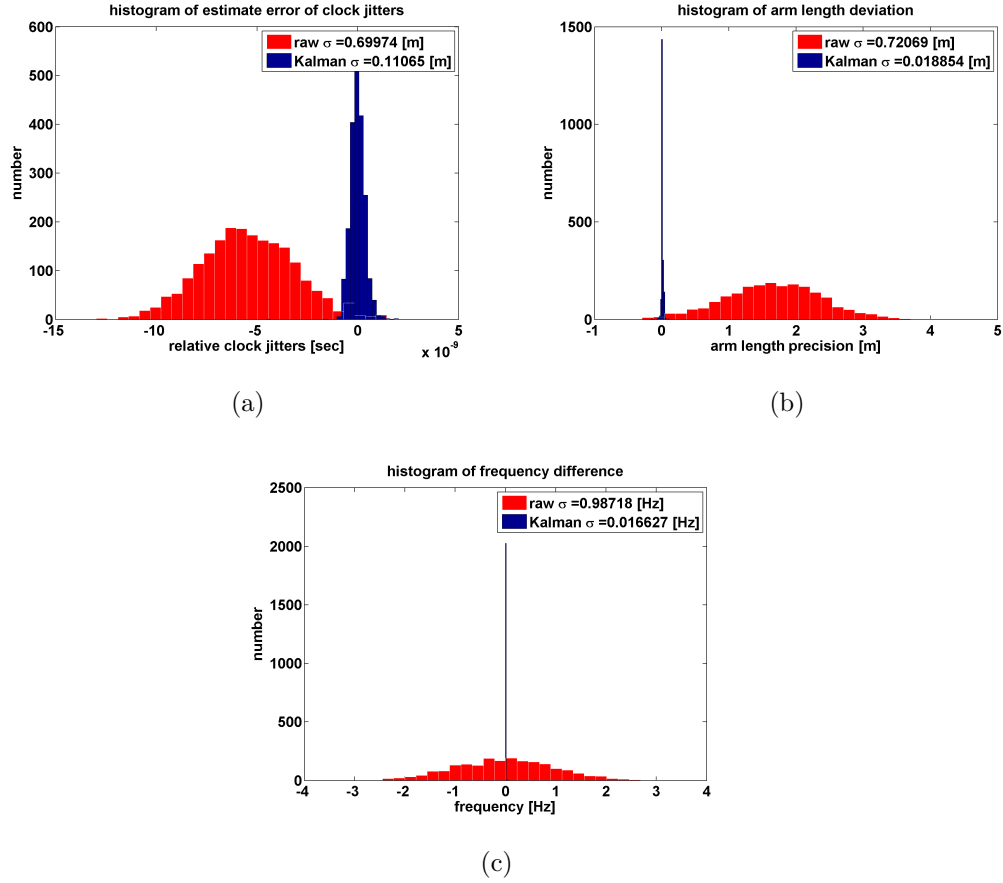 histogram of estimate error of clock jitters
600
500
400
300
200
100
0
number
raw σ =0.69974 [m]
Kalman σ =0.11065 [m]
-15
-10
-5
0
5
relative clock jitters [sec]
x 10^-9
(a)
histogram of arm length deviation
1500
1000
500
0
number
raw σ =0.72069 [m]
Kalman σ =0.018854 [m]
-1
0
1
2
3
4
5
arm length precision [m]
(b)
histogram of frequency difference
2500
2000
1500
1000
500
0
number
raw σ =0.98718 [Hz]
Kalman σ =0.016627 [Hz]
-4
-3
-2
-1
0
1
2
3
4
frequency [Hz]
(c)